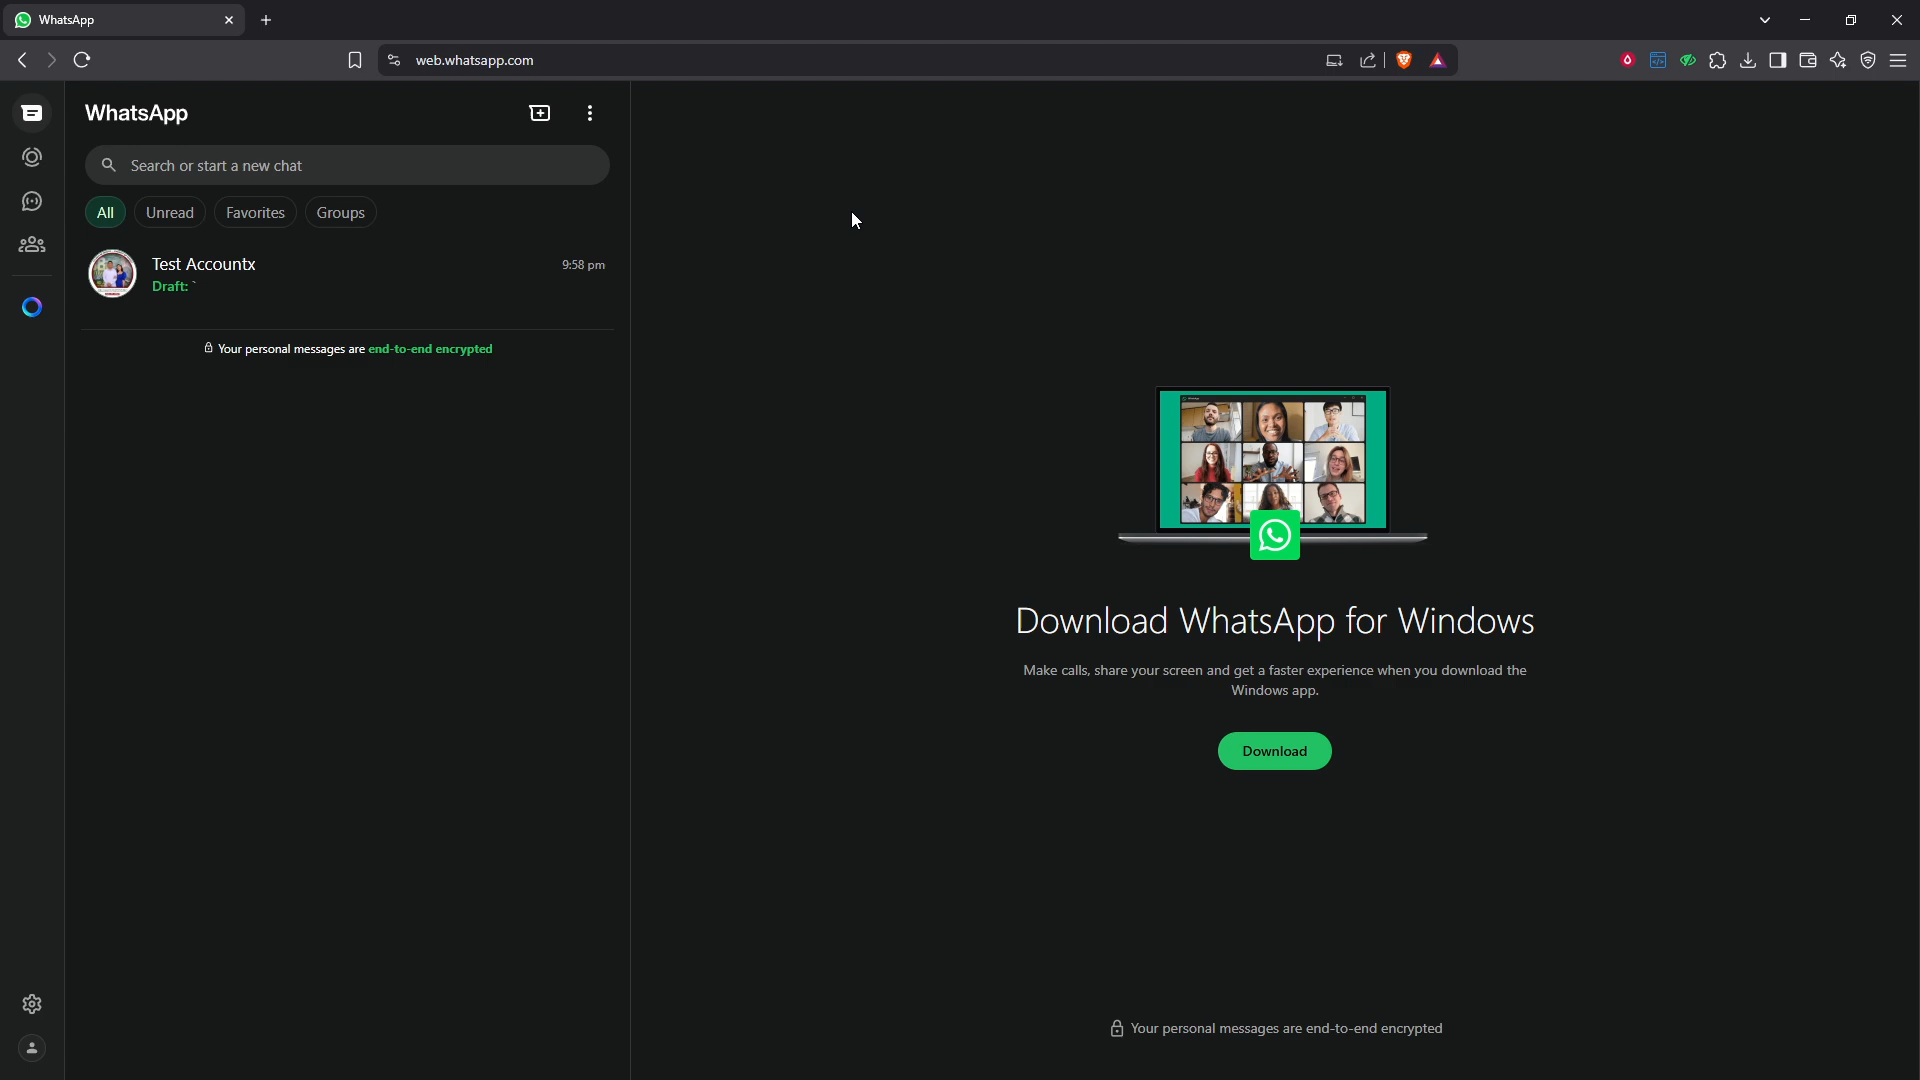 WhatsApp
web.whatsapp.com
WhatsApp
Search or start a new chat
All
Unread
Favorites
Groups
Test Accountx
9:58 pm
Draft: `
Your personal messages are end-to-end encrypted
Download WhatsApp for Windows
Make calls, share your screen and get a faster experience when you download the
Windows app.
Download
Your personal messages are end-to-end encrypted